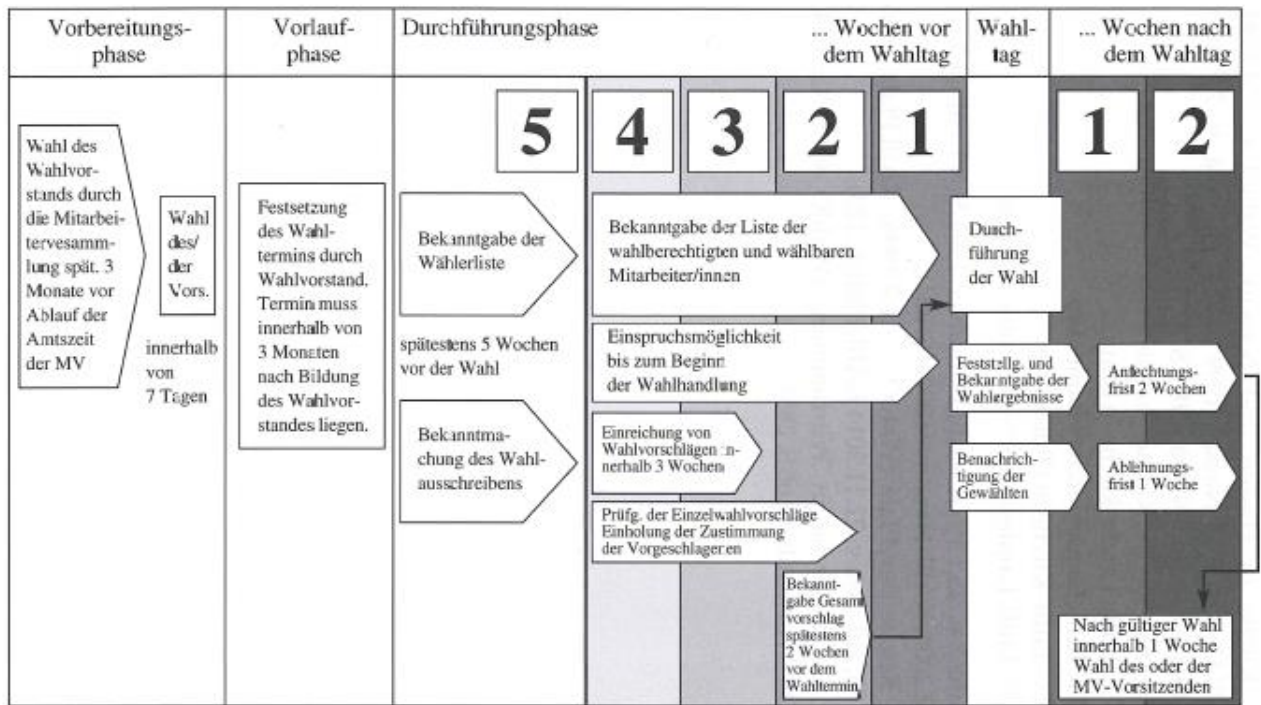 Vorbereitungs-
phase
Vorlauf-
phase
Durchführungsphase
... Wochen vor
dem Wahltag
Wahl-
tag
... Wochen nach
dem Wahltag
5
4
3
2
1
1
2
Wahl des
Wahlvor-
stands durch
die Mitarbei-
tervesamm-
lung spät. 3
Monate vor
Ablauf der
Amtszeit
der MV
Wahl
des/
der
Vors.
innerhalb
von
7 Tagen
Festsetzung
des Wahl-
termins durch
Wahlvorstand.
Termin muss
innerhalb von
3 Monaten
nach Bildung
des Wahlvor-
standes liegen.
Bekanntgabe der
Wählerliste
spätestens 5 Wochen
vor der Wahl
Bekanntma-
chung des Wahl-
ausschreibens
Bekanntgabe der Liste der
wahlberechtigten und wählbaren
Mitarbeiter/innen
Einspruchsmöglichkeit
bis zum Beginn
der Wahlhandlung
Einreichung von
Wahlvorschlägen in-
nerhalb 3 Wochen
Prüfg. der Einzelwahlvorschläge
Einholung der Zustimmung
der Vorgeschlagenen
Bekannt-
gabe Gesamt
vorschlag
spätestens
2 Wochen
vor dem
Wahltermin
Durch-
führung
der Wahl
Feststellg. und
Bekanntgabe der
Wahlergebnisse
Benachrich-
tigung der
Gewählten
Anfechtungs-
frist 2 Wochen
Ablehnungs-
frist 1 Woche
Nach gültiger Wahl
innerhalb 1 Woche
Wahl des oder der
MV-Vorsitzenden